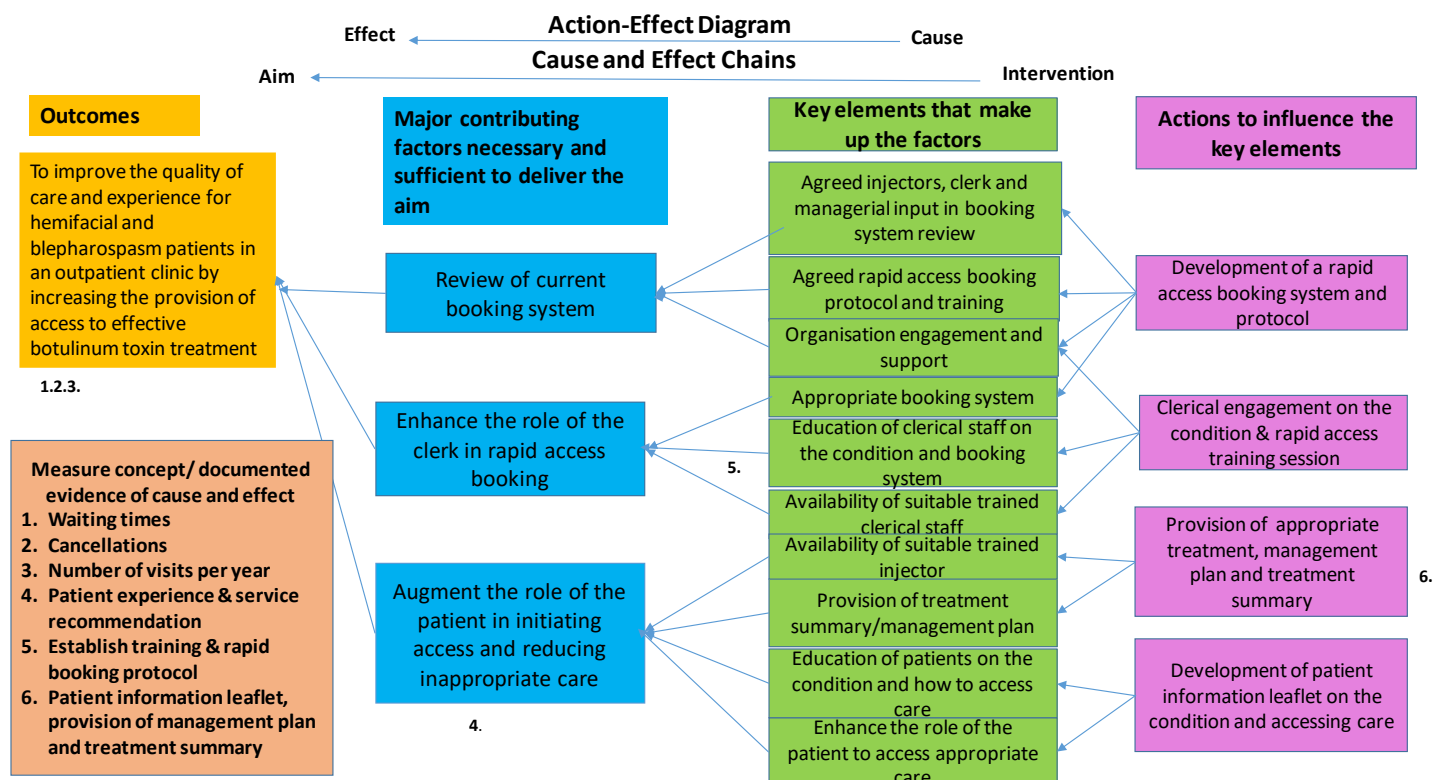 Action-Effect Diagram
Effect
Cause
Cause and Effect Chains
Aim
Intervention
Outcomes
To improve the quality of
care and experience for
hemifacial and
blepharospasm patients in
an outpatient clinic by
increasing the provision of
access to effective
botulinum toxin treatment
1.2.3.
Measure concept/ documented
evidence of cause and effect
1. Waiting times
2. Cancellations
3. Number of visits per year
4. Patient experience & service
recommendation
5. Establish training & rapid
booking protocol
6. Patient information leaflet,
provision of management plan
and treatment summary
Major contributing
factors necessary and
sufficient to deliver the
aim
Review of current
booking system
Enhance the role of the
clerk in rapid access
booking
Augment the role of the
patient in initiating
access and reducing
inappropriate care
4.
5.
Key elements that make
up the factors
Agreed injectors, clerk and
managerial input in booking
system review
Agreed rapid access booking
protocol and training
Organisation engagement and
support
Appropriate booking system
Education of clerical staff on
the condition and booking
system
Availability of suitable trained
clerical staff
Availability of suitable trained
injector
Provision of treatment
summary/management plan
Education of patients on the
condition and how to access
care
Enhance the role of the
patient to access appropriate
care
Actions to influence the
key elements
Development of a rapid
access booking system and
protocol
Clerical engagement on the
condition & rapid access
training session
Provision of appropriate
treatment, management
plan and treatment
summary
6.
Development of patient
information leaflet on the
condition and accessing care